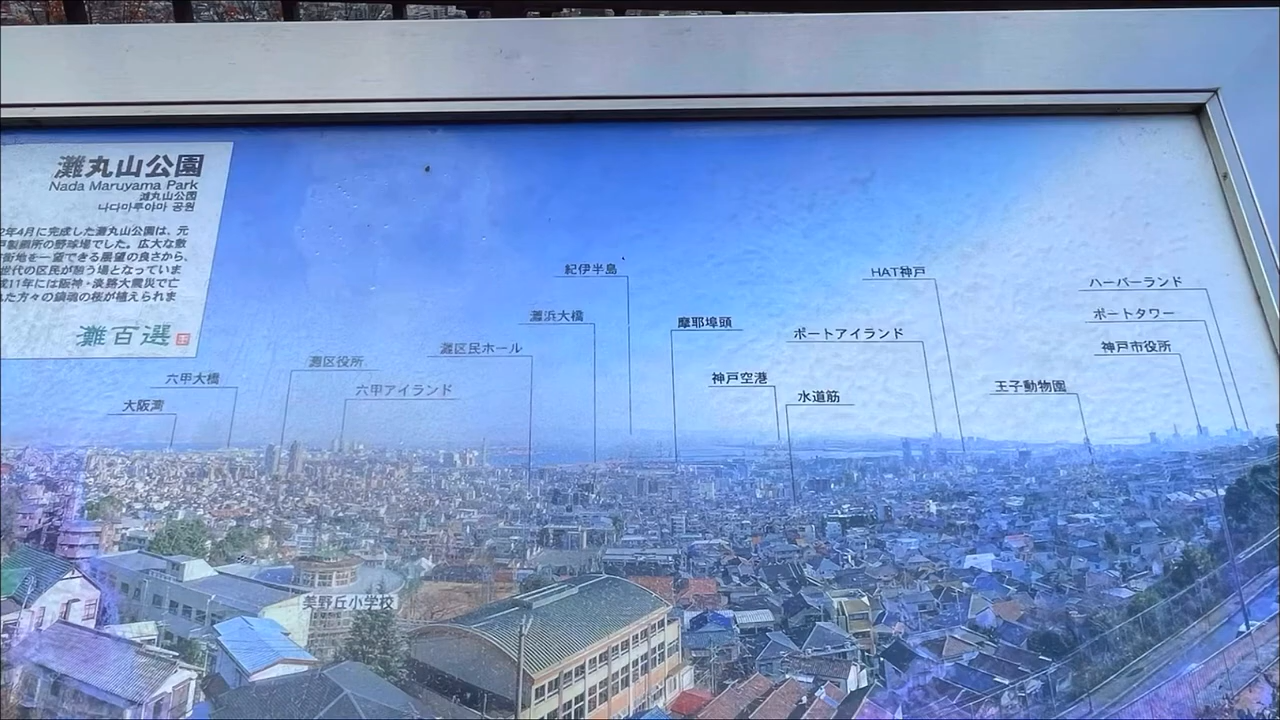 灘丸山公園
Nada Maruyama Park
滩丸山公园
나다마루야마 공원
2年4月に完成した灘丸山公園は、元
戸製鋼所の野球場でした。広大な敷
街地を一望できる展望の良さから、
世代の区民が憩う場となっていま
成11年には阪神・淡路大震災で亡
れた方々の鎮魂の桜が植えられま
灘百選
紀伊半島
HAT神戸
ハーバーランド
灘浜大橋
摩耶埠頭
ポートアイランド
ポートタワー
灘区民ホール
神戸市役所
灘区役所
六甲大橋
六甲アイランド
神戸空港
水道筋
王子動物園
大阪湾
美野丘小学校